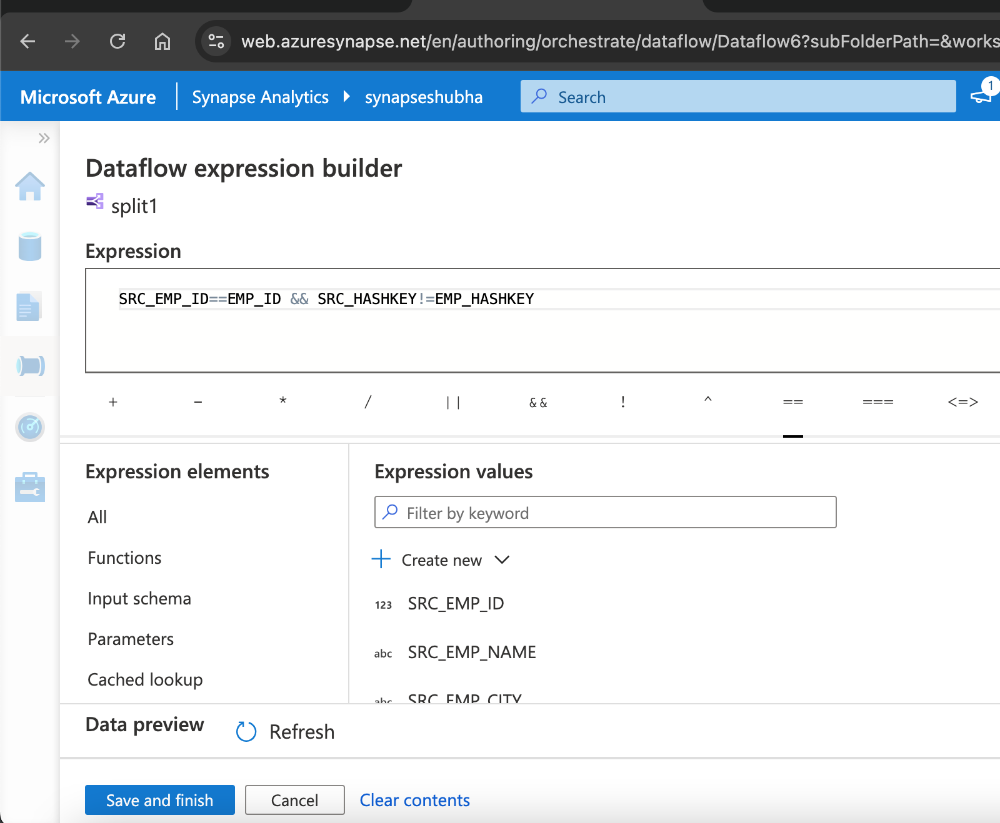 web.azuresynapse.net/en/authoring/orchestrate/dataflow/Dataflow6?subFolderPath=&works
Microsoft Azure Synapse Analytics synapseshubha Search 1
Dataflow expression builder
split1
Expression
SRC_EMP_ID==EMP_ID && SRC_HASHKEY!=EMP_HASHKEY
+ - * / || && ! ^ == === <=>
Expression elements
All
Functions
Input schema
Parameters
Cached lookup
Expression values
Filter by keyword
Create new
123 SRC_EMP_ID
abc SRC_EMP_NAME
abc SRC_EMP_CITY
Data preview Refresh
Save and finish Cancel Clear contents